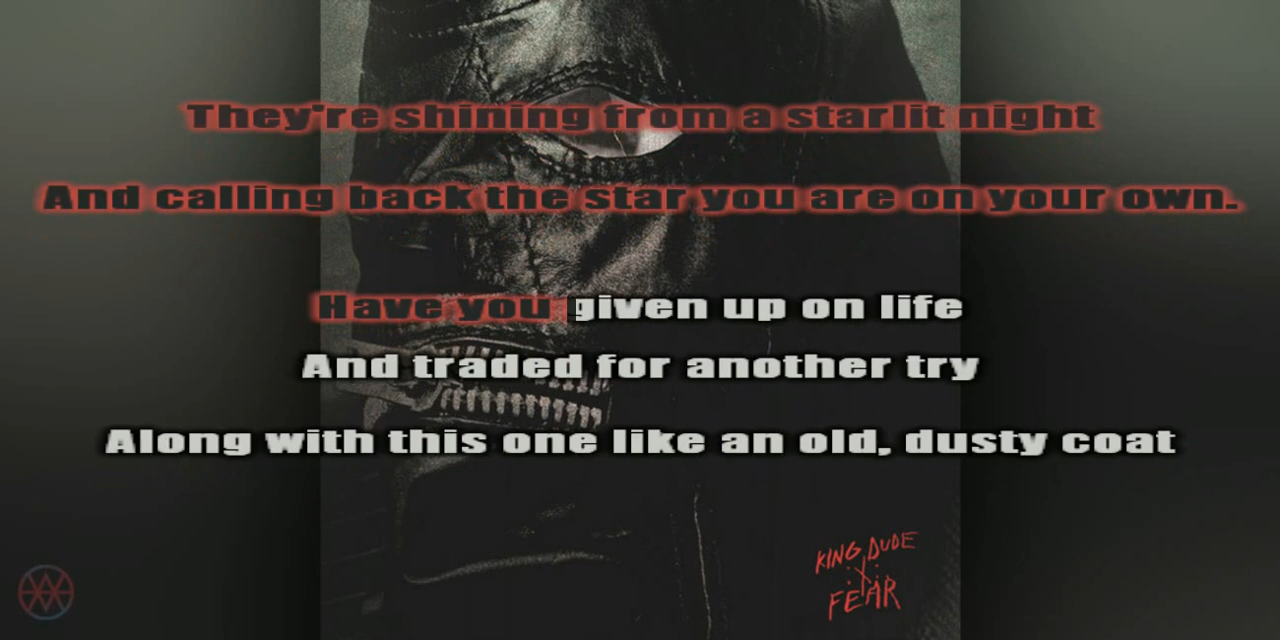 They're shining from a starlit night
And calling back the star you are on your own.
Have you given up on life
And traded for another try
Along with this one like an old, dusty coat
KING DUDE
FEAR